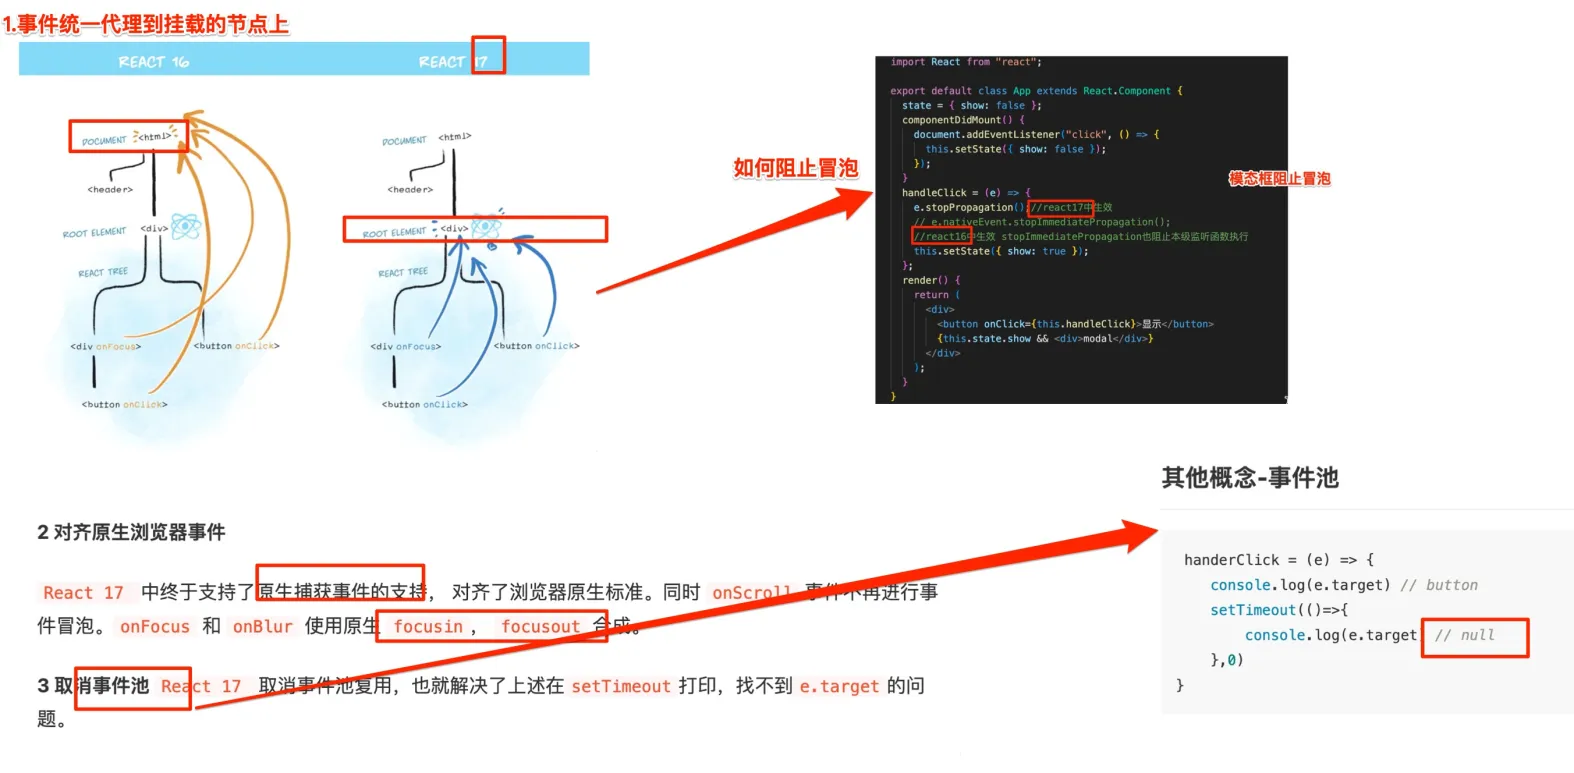 1.事件统一代理到挂载的节点上
REACT 16
REACT 17
DOCUMENT <html>
<header>
ROOT ELEMENT <div>
REACT TREE
<div onFocus>
<button onClick>
<button onClick>
DOCUMENT <html>
<header>
ROOT ELEMENT <div>
REACT TREE
<div onFocus>
<button onClick>
<button onClick>
如何阻止冒泡
import React from "react";
export default class App extends React.Component {
state = { show: false };
componentDidMount() {
document.addEventListener("click", () => {
this.setState({ show: false });
});
}
handleClick = (e) => {
e.stopPropagation();//react17中生效
// e.nativeEvent.stopImmediatePropagation();
//react16中生效 stopImmediatePropagation也阻止本级监听函数执行
this.setState({ show: true });
};
render() {
return (
<div>
<button onClick={this.handleClick}>显示</button>
{this.state.show && <div>modal</div>}
</div>
);
}
}
模态框阻止冒泡
2 对齐原生浏览器事件
React 17 中终于支持了原生捕获事件的支持， 对齐了浏览器原生标准。同时 onScroll 事件不再进行事
件冒泡。 onFocus 和 onBlur 使用原生 focusin ， focusout 合成。
3 取消事件池 React 17 取消事件池复用，也就解决了上述在 setTimeout 打印，找不到 e.target 的问
题。
其他概念-事件池
handerClick = (e) => {
console.log(e.target) // button
setTimeout(()=>{
console.log(e.target // null
},0)
}